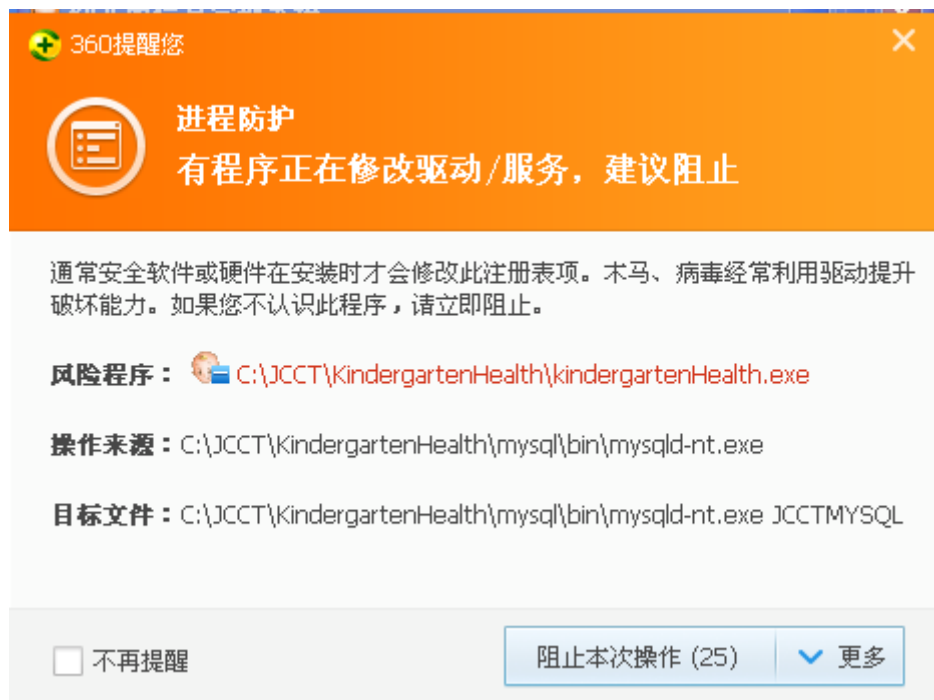 360提醒您
进程防护
有程序正在修改驱动/服务，建议阻止
通常安全软件或硬件在安装时才会修改此注册表项。木马、病毒经常利用驱动提升
破坏能力。如果您不认识此程序，请立即阻止。
风险程序： C:\JCCT\KindergartenHealth\kindergartenHealth.exe
操作来源：C:\JCCT\KindergartenHealth\mysql\bin\mysqld-nt.exe
目标文件：C:\JCCT\KindergartenHealth\mysql\bin\mysqld-nt.exe JCCTMYSQL
不再提醒
阻止本次操作 (25)
更多